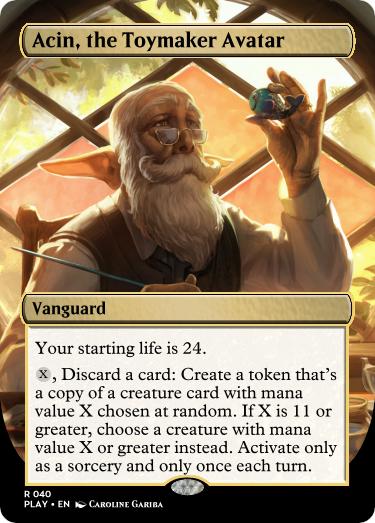 Acin, the Toymaker Avatar
Vanguard
Your starting life is 24.
Ⓧ, Discard a card: Create a token that's
a copy of a creature card with mana
value X chosen at random. If X is 11 or
greater, choose a creature with mana
value X or greater instead. Activate only
as a sorcery and only once each turn.
R 040
PLAY • EN Caroline Gariba